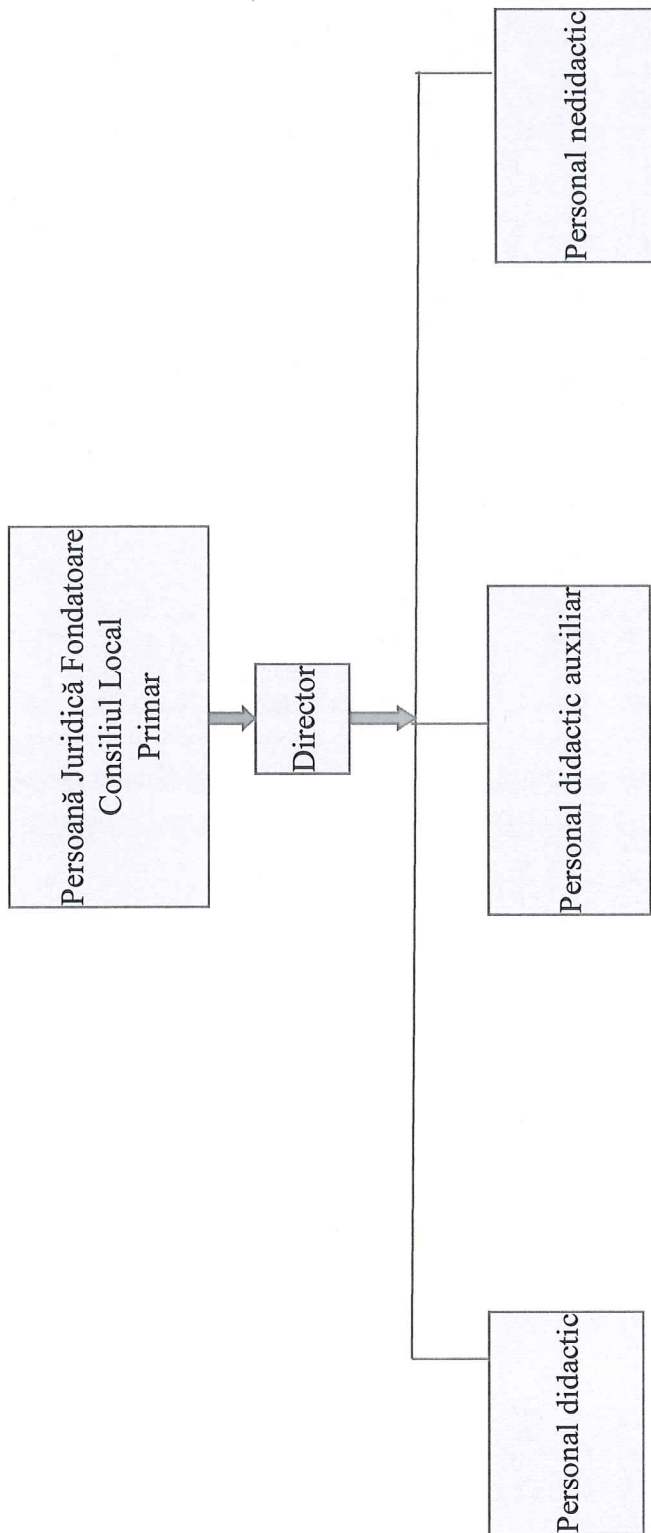 Persoană Juridică Fondatoare
Consiliul Local
Primar
Director
Personal didactic
Personal didactic auxiliar
Personal nedidactic